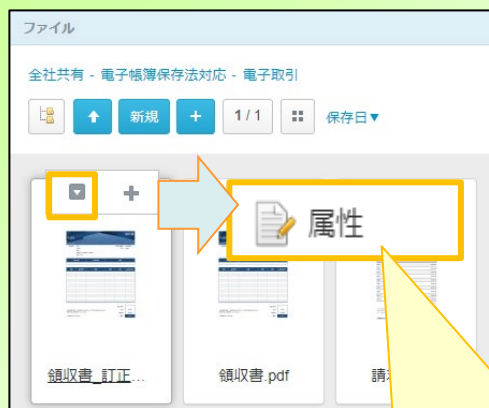 ファイル
全社共有 - 電子帳簿保存法対応 - 電子取引
新規 + 1 / 1 保存日▼
属性
領収書_訂正... 領収書.pdf 請